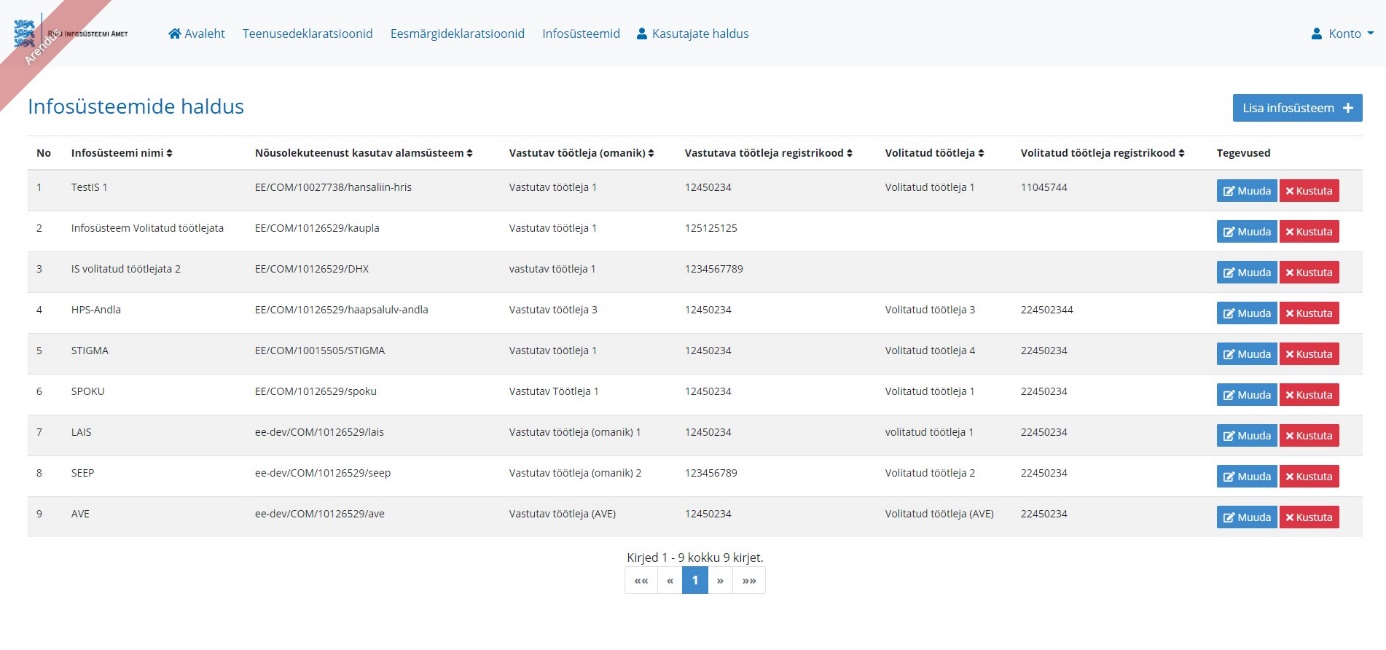 Arendus
Riigi Infosüsteemi Amet
Avaleht Teenusedeklaratsioonid Eesmärgideklaratsioonid Infosüsteemid Kasutajate haldus Konto
Infosüsteemide haldus
Lisa infosüsteem +
No Infosüsteemi nimi Nõusolekuteenust kasutav alamsüsteem Vastutav töötleja (omanik) Vastutava töötleja registrikood Volitatud töötleja Volitatud töötleja registrikood Tegevused
1 TestIS 1 EE/COM/10027738/hansaliin-hris Vastutav töötleja 1 12450234 Volitatud töötleja 1 11045744 Muuda Kustuta
2 Infosüsteem Volitatud töötlejata EE/COM/10126529/kaupla Vastutav töötleja 1 125125125 Muuda Kustuta
3 IS volitatud töötlejata 2 EE/COM/10126529/DHX vastutav töötleja 1 1234567789 Muuda Kustuta
4 HPS-Andla EE/COM/10126529/haapsalulv-andla Vastutav töötleja 3 12450234 Volitatud töötleja 3 224502344 Muuda Kustuta
5 STIGMA EE/COM/10015505/STIGMA Vastutav töötleja 1 12450234 Volitatud töötleja 4 22450234 Muuda Kustuta
6 SPOKU EE/COM/10126529/spoku Vastutav Töötleja 1 12450234 Volitatud töötleja 1 22450234 Muuda Kustuta
7 LAIS ee-dev/COM/10126529/lais Vastutav töötleja (omanik) 1 12450234 volitatud töötleja 1 22450234 Muuda Kustuta
8 SEEP ee-dev/COM/10126529/seep Vastutav töötleja (omanik) 2 123456789 Volitatud töötleja 2 22450234 Muuda Kustuta
9 AVE ee-dev/COM/10126529/ave Vastutav töötleja (AVE) 12450234 Volitatud töötleja (AVE) 22450234 Muuda Kustuta
Kirjed 1 - 9 kokku 9 kirjet.
«« « 1 » »»